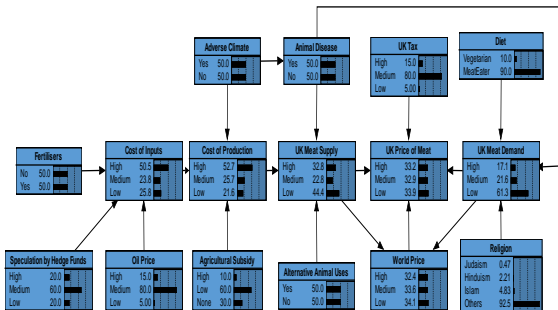 Adverse Climate
Yes 50.0
No 50.0
Animal Disease
Yes 50.0
No 50.0
UK Tax
High 15.0
Medium 80.0
Low 5.00
Diet
Vegetarian 10.0
MeatEater 90.0
Fertilisers
No 50.0
Yes 50.0
Cost of Inputs
High 50.5
Medium 23.8
Low 25.8
Cost of Production
High 52.7
Medium 25.7
Low 21.6
UK Meat Supply
High 32.8
Medium 22.8
Low 44.4
UK Price of Meat
High 33.2
Medium 32.9
Low 33.9
UK Meat Demand
High 17.1
Medium 21.6
Low 61.3
Speculation by Hedge Funds
High 20.0
Medium 60.0
Low 20.0
Oil Price
High 15.0
Medium 80.0
Low 5.00
Agricultural Subsidy
High 10.0
Low 60.0
None 30.0
Alternative Animal Uses
Yes 50.0
No 50.0
World Price
High 32.4
Medium 33.6
Low 34.1
Religion
Judaism 0.47
Hinduism 2.21
Islam 4.83
Others 92.5